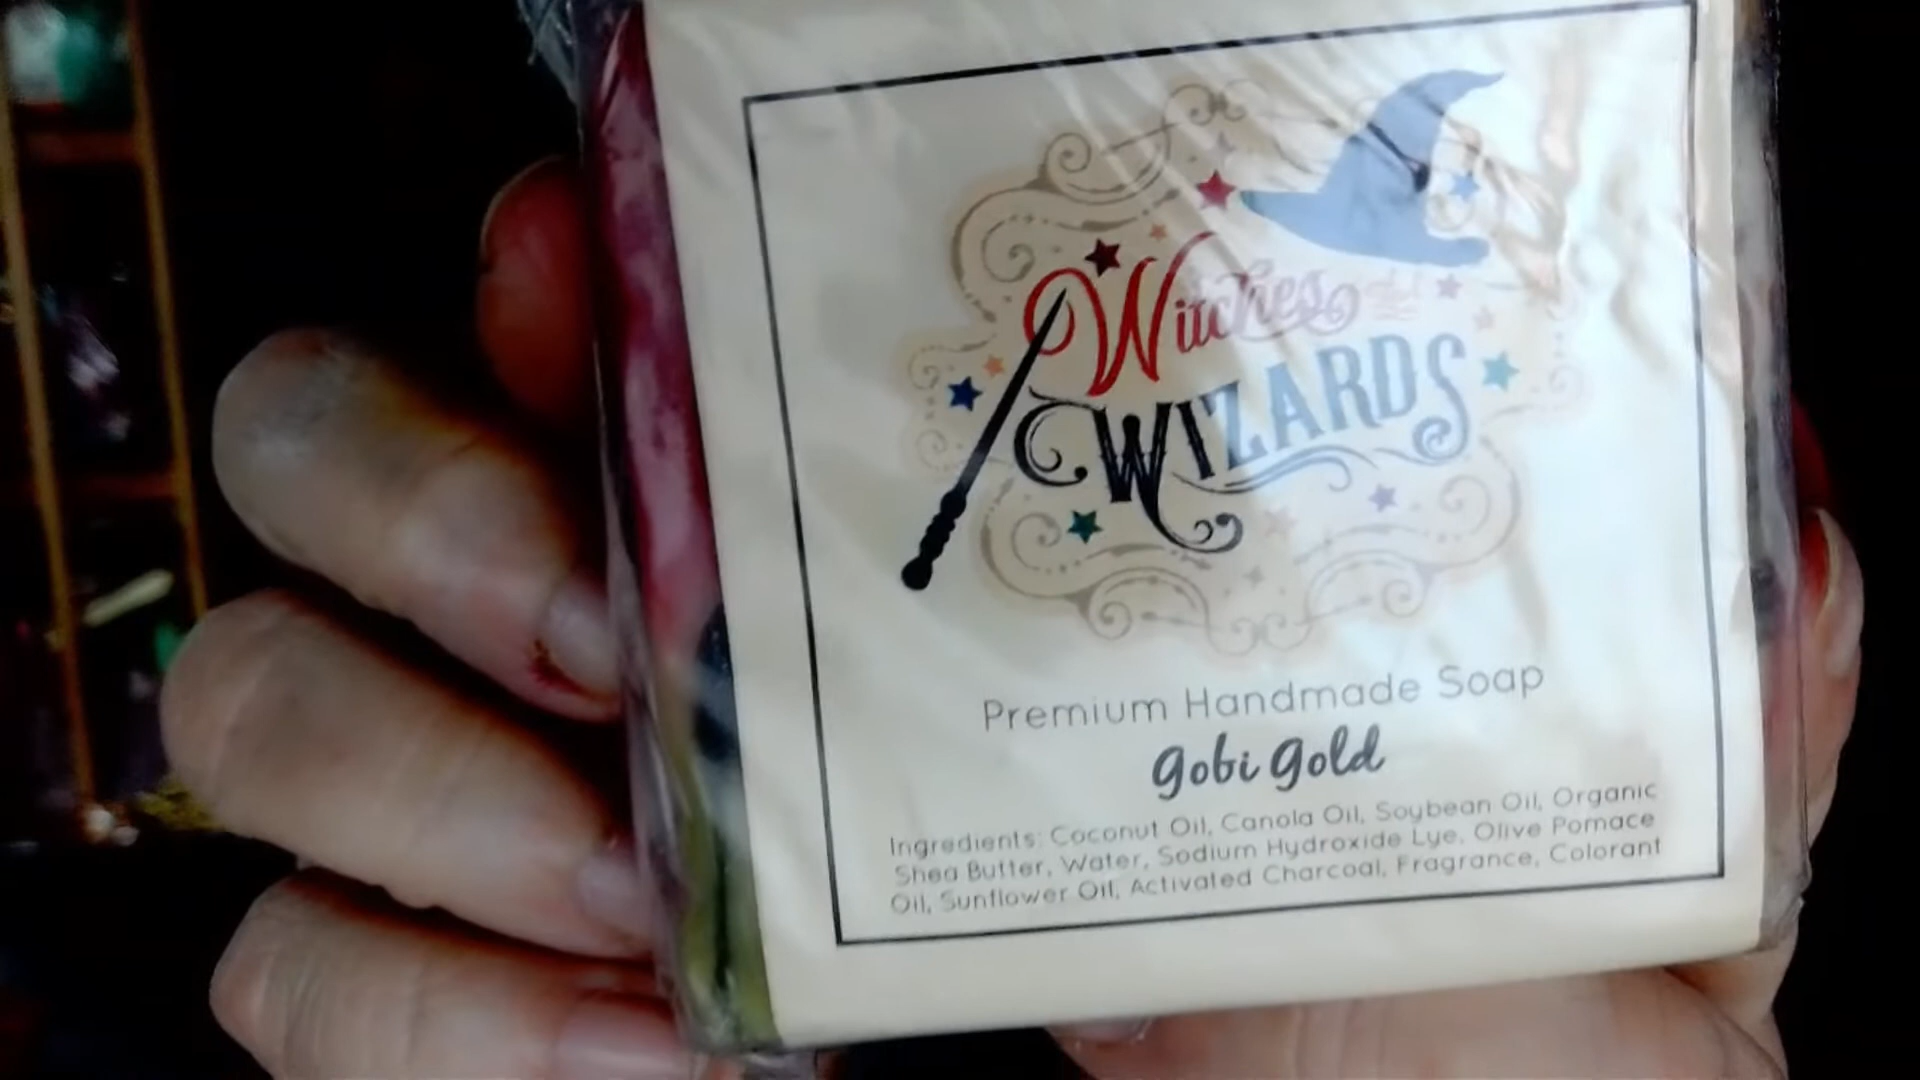 Witches and
WIZARDS
Premium Handmade Soap
gobi gold
Ingredients: Coconut Oil, Canola Oil, Soybean Oil, Organic
Shea Butter, Water, Sodium Hydroxide Lye, Olive Pomace
Oil, Sunflower Oil, Activated Charcoal, Fragrance, Colorant